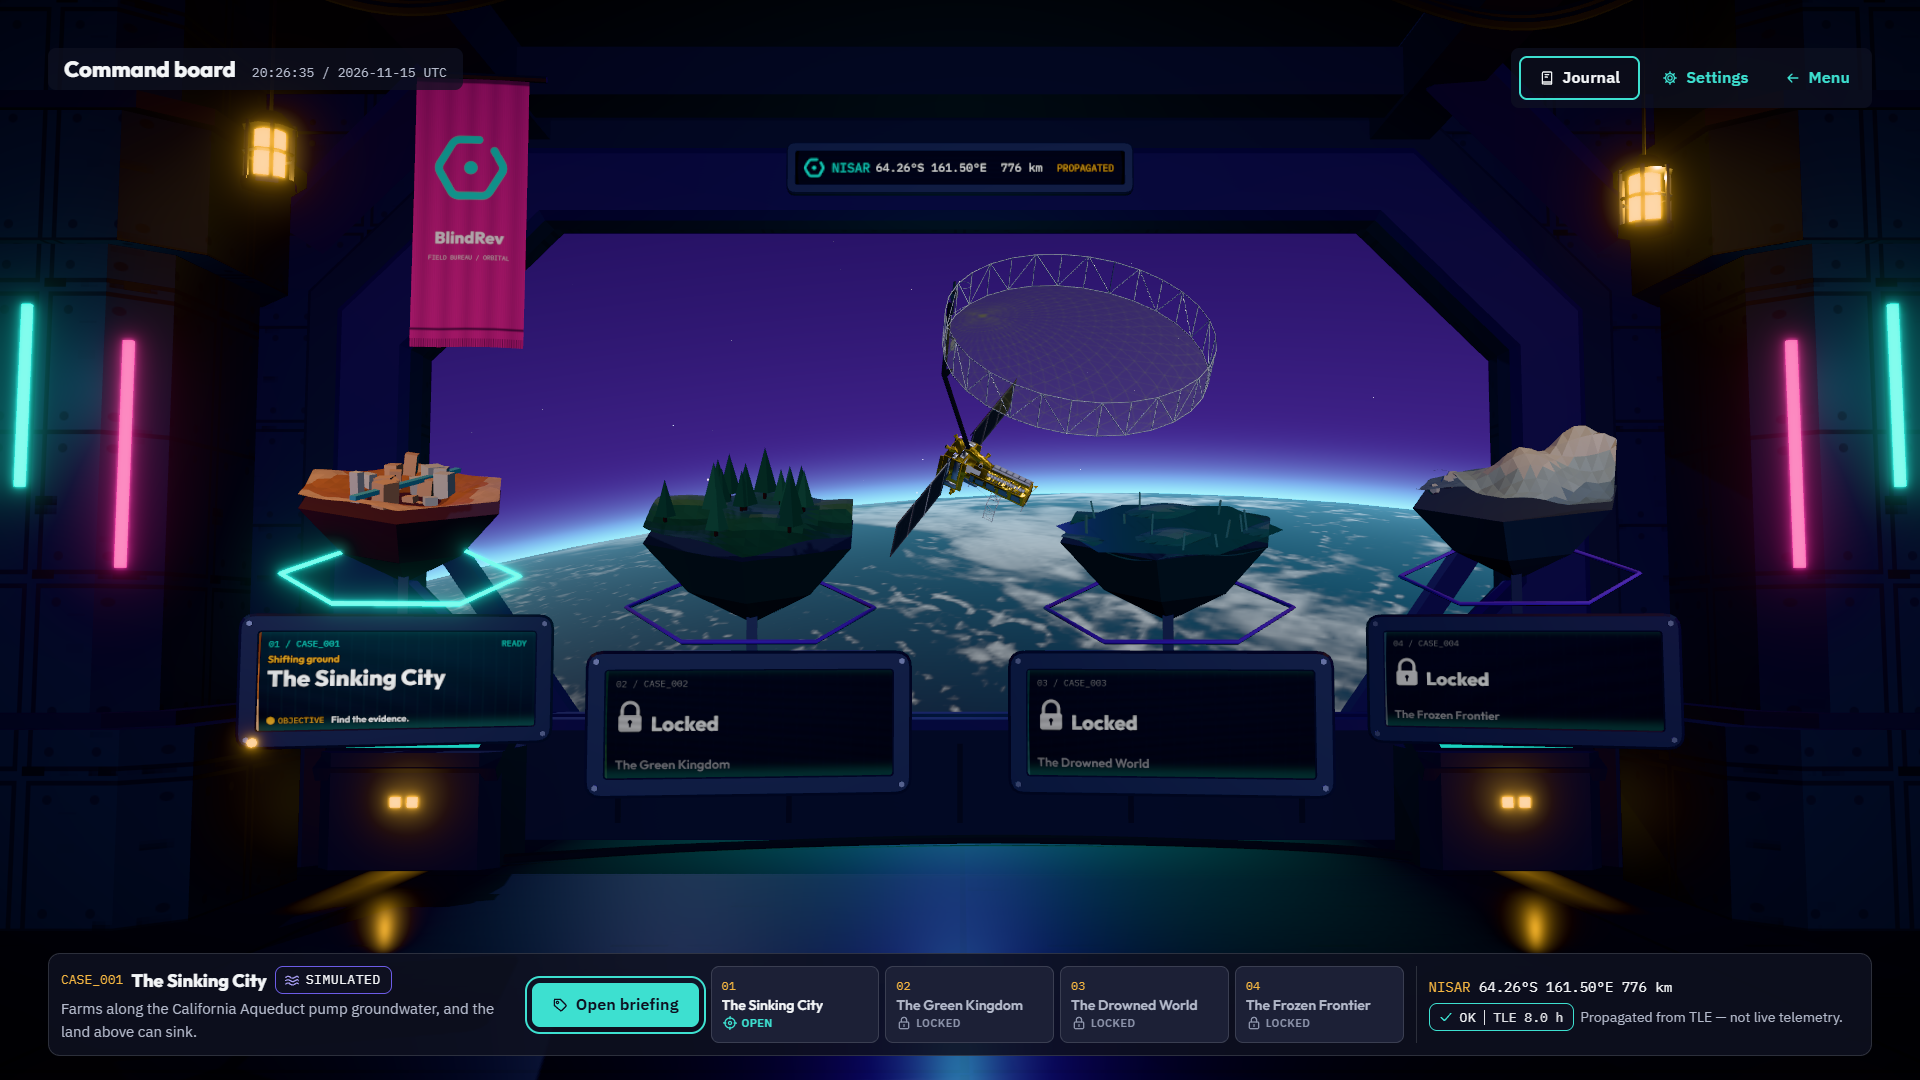 Command board 20:26:35 / 2026-11-15 UTC
Journal
Settings
← Menu
BlindRev
FIELD BUREAU / ORBITAL
NISAR 64.26°S 161.50°E 776 km PROPAGATED
01 / CASE_001 READY
Shifting ground
The Sinking City
OBJECTIVE Find the evidence.
02 / CASE_002
Locked
The Green Kingdom
03 / CASE_003
Locked
The Drowned World
04 / CASE_004
Locked
The Frozen Frontier
CASE_001 The Sinking City SIMULATED
Farms along the California Aqueduct pump groundwater, and the
land above can sink.
Open briefing
01
The Sinking City
OPEN
02
The Green Kingdom
LOCKED
03
The Drowned World
LOCKED
04
The Frozen Frontier
LOCKED
NISAR 64.26°S 161.50°E 776 km
OK | TLE 8.0 h Propagated from TLE — not live telemetry.